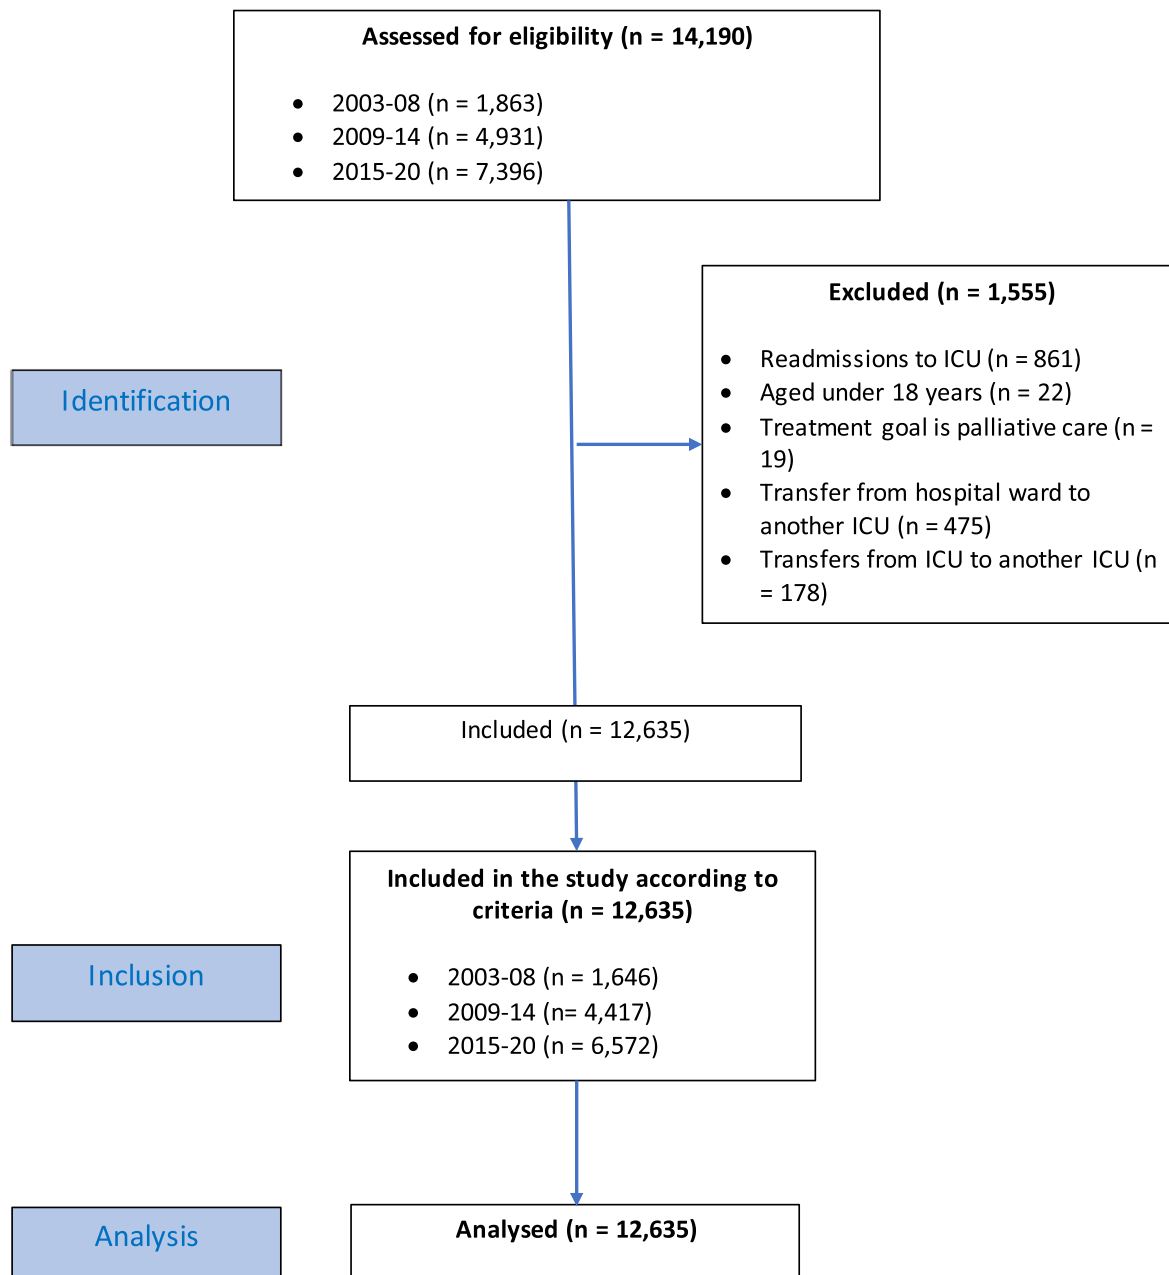 Assessed for eligibility (n = 14,190)
• 2003-08 (n = 1,863)
• 2009-14 (n = 4,931)
• 2015-20 (n = 7,396)
Excluded (n = 1,555)
• Readmissions to ICU (n = 861)
• Aged under 18 years (n = 22)
• Treatment goal is palliative care (n =
19)
• Transfer from hospital ward to
another ICU (n = 475)
• Transfers from ICU to another ICU (n
= 178)
Identification
Included (n = 12,635)
Included in the study according to
criteria (n = 12,635)
• 2003-08 (n = 1,646)
• 2009-14 (n= 4,417)
• 2015-20 (n = 6,572)
Inclusion
Analysed (n = 12,635)
Analysis